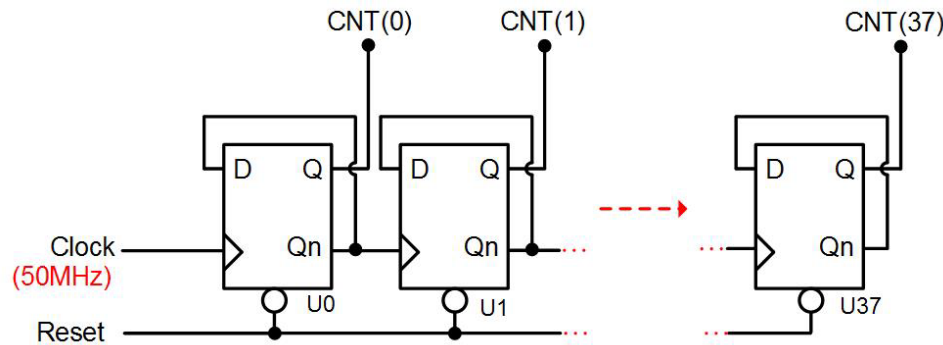 CNT(0) CNT(1) CNT(37)
D Q D Q D Q
Clock Qn Qn Qn
(50MHz)
U0 U1 U37
Reset